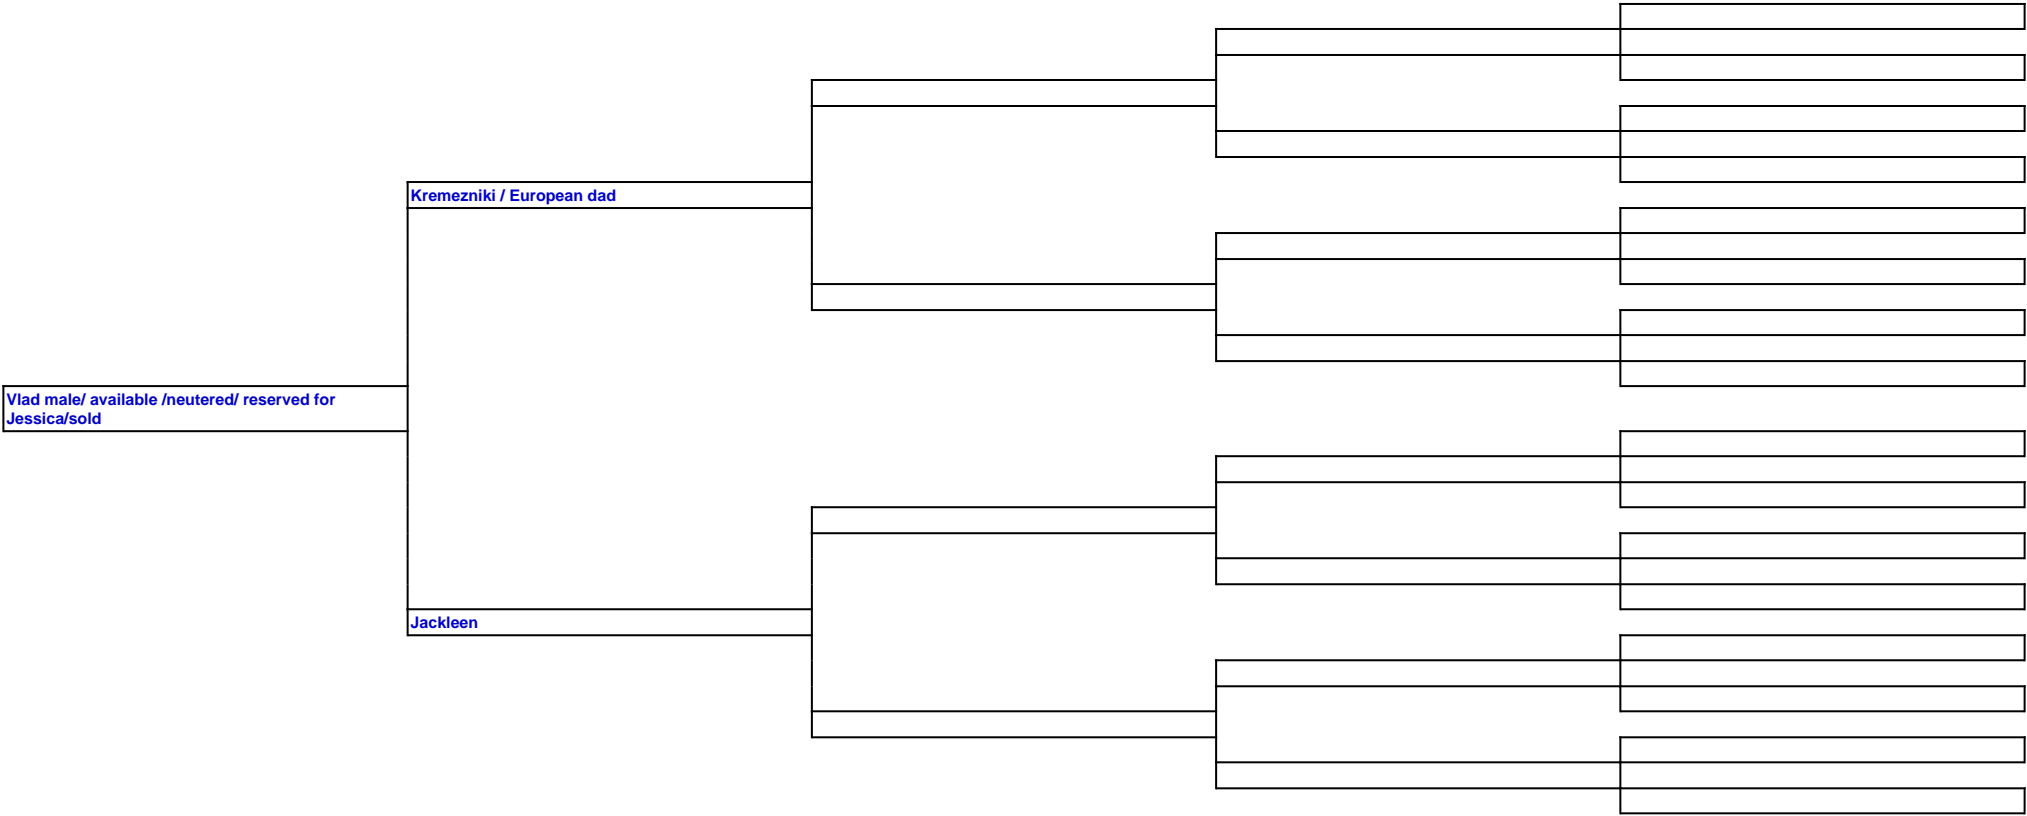 Kremezniki / European dad
Vlad male/ available /neutered/ reserved for
Jessica/sold
Jackleen